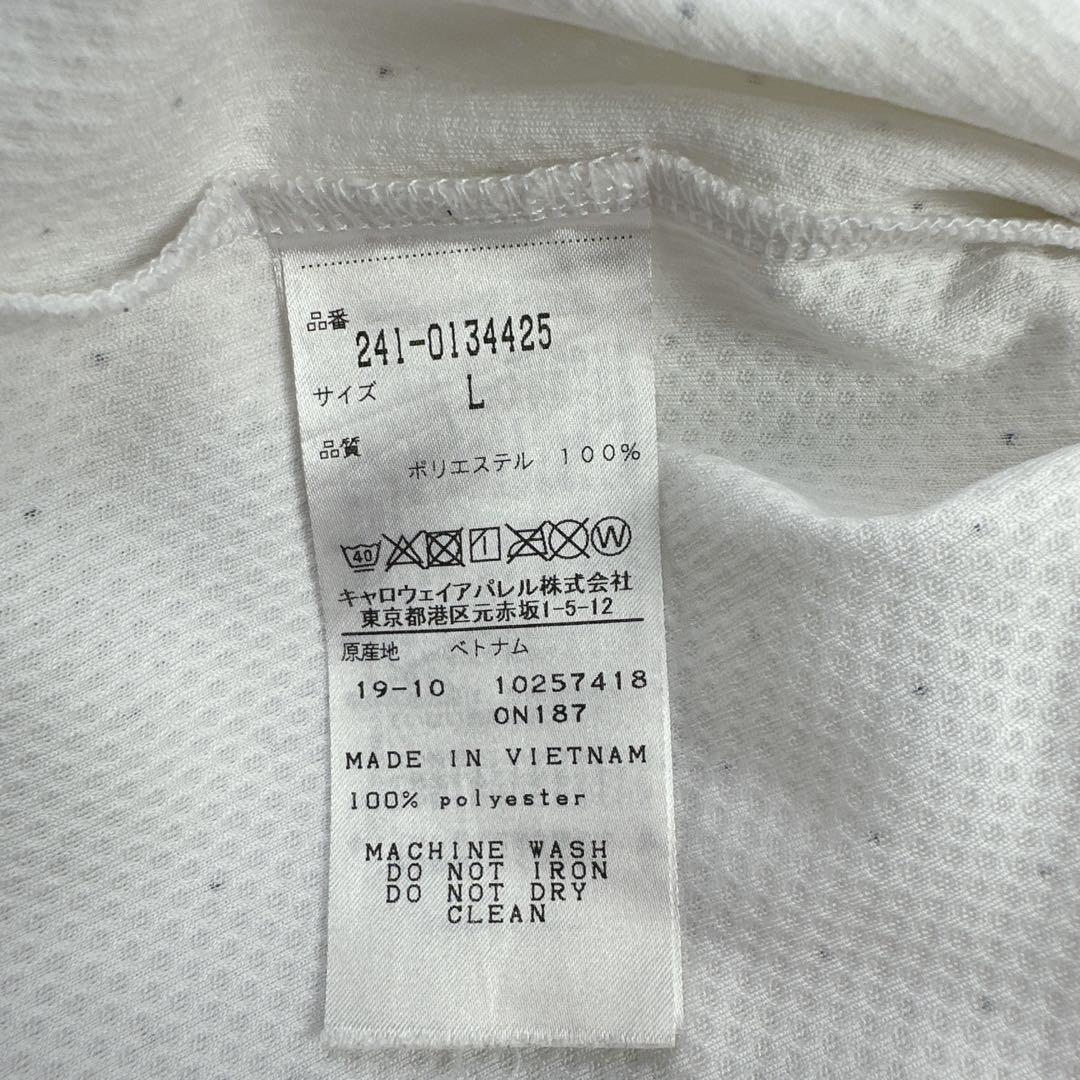 品番
241-0134425
サイズ L
品質
ポリエステル 100%
40 W
キャロウェイアパレル株式会社
東京都港区元赤坂1-5-12
原産地 ベトナム
19-10 10257418
0N187
MADE IN VIETNAM
100% polyester
MACHINE WASH
DO NOT IRON
DO NOT DRY
CLEAN